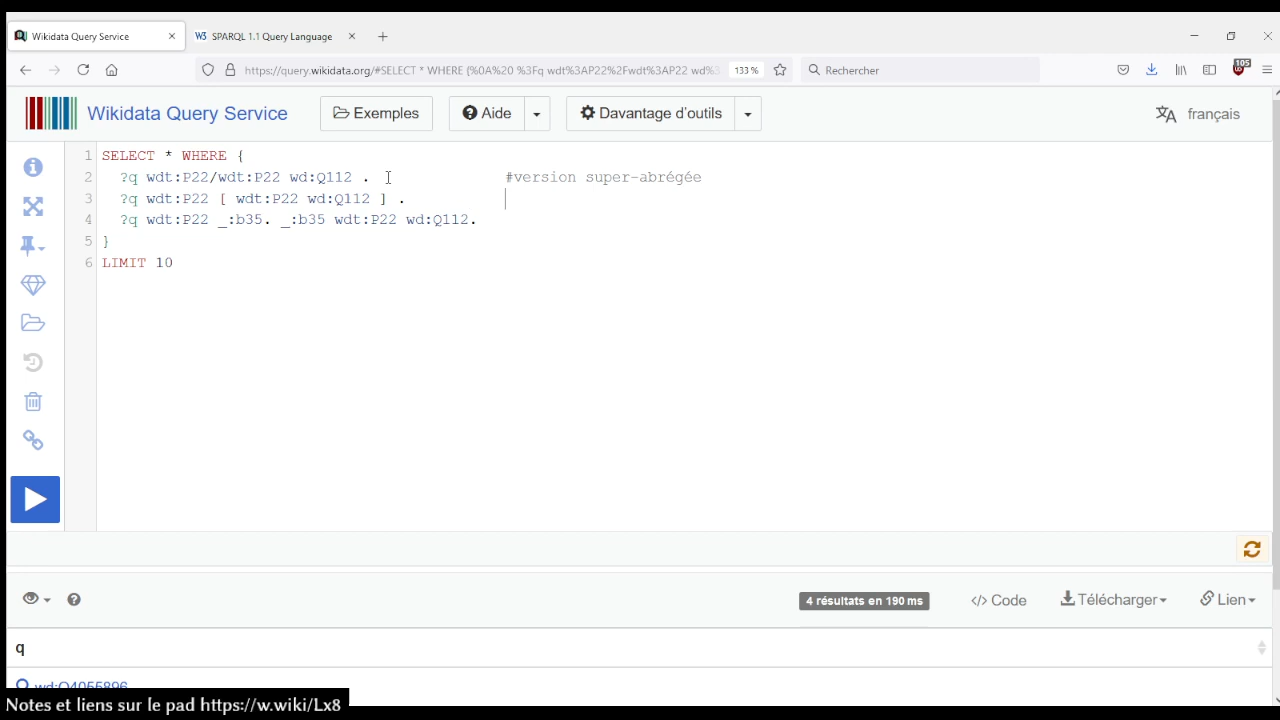 Wikidata Query Service
W3 SPARQL 1.1 Query Language
https://query.wikidata.org/#SELECT * WHERE {%0A%20 %3Fq wdt%3AP22%2Fwdt%3AP22 wd%3
133 %
Rechercher
105
Wikidata Query Service
Exemples
Aide
Davantage d'outils
français
1 SELECT * WHERE {
2 ?q wdt:P22/wdt:P22 wd:Q112 . #version super-abrégée
3 ?q wdt:P22 [ wdt:P22 wd:Q112 ] .
4 ?q wdt:P22 _:b35. _:b35 wdt:P22 wd:Q112.
5 }
6 LIMIT 10
4 résultats en 190 ms
</> Code
Télécharger
Lien
q
wd:Q4055896
Notes et liens sur le pad https://w.wiki/Lx8